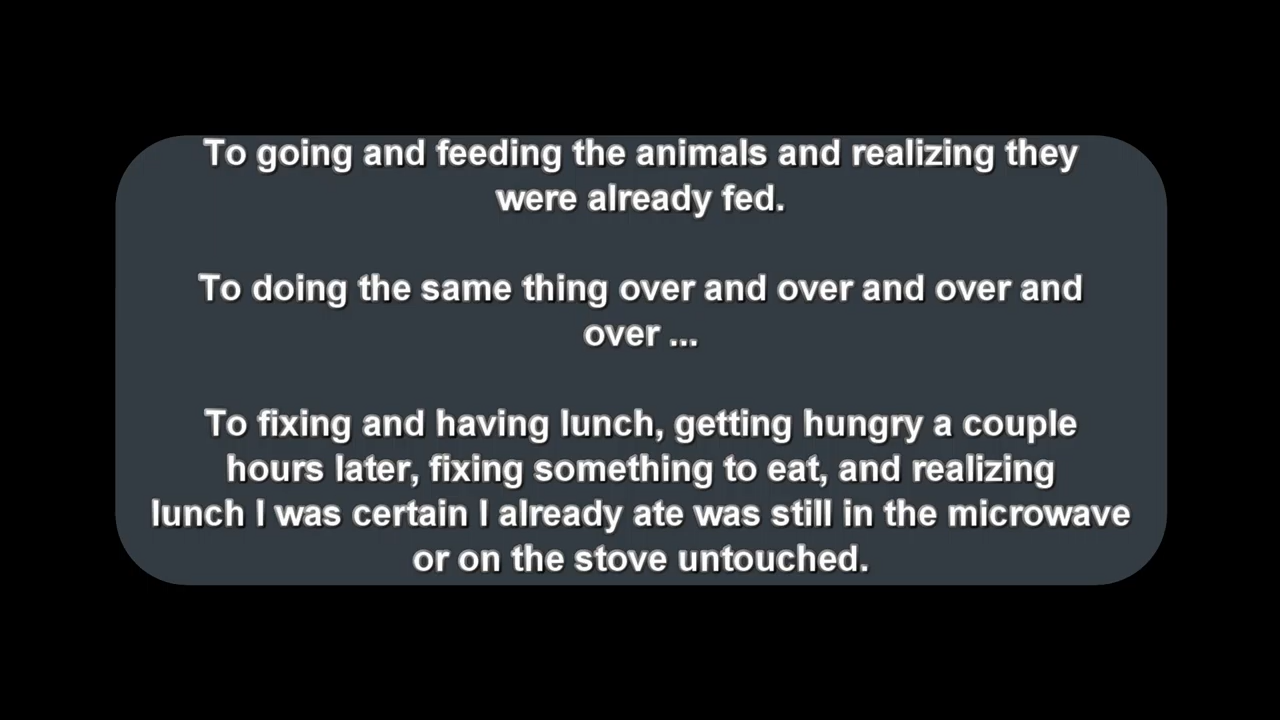 To going and feeding the animals and realizing they
were already fed.
To doing the same thing over and over and over and
over ...
To fixing and having lunch, getting hungry a couple
hours later, fixing something to eat, and realizing
lunch I was certain I already ate was still in the microwave
or on the stove untouched.